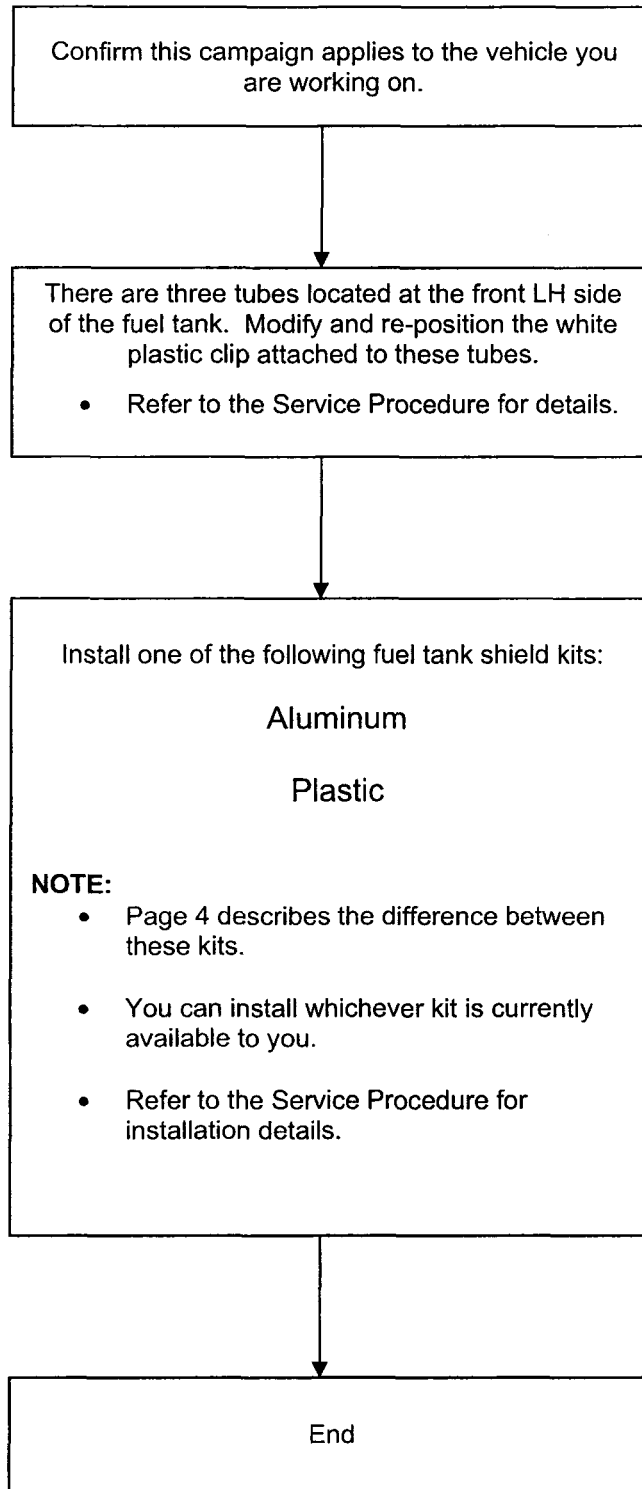 Confirm this campaign applies to the vehicle you
are working on.
There are three tubes located at the front LH side
of the fuel tank. Modify and re-position the white
plastic clip attached to these tubes.
• Refer to the Service Procedure for details.
Install one of the following fuel tank shield kits:
Aluminum
Plastic
NOTE:
• Page 4 describes the difference between
these kits.
• You can install whichever kit is currently
available to you.
• Refer to the Service Procedure for
installation details.
End